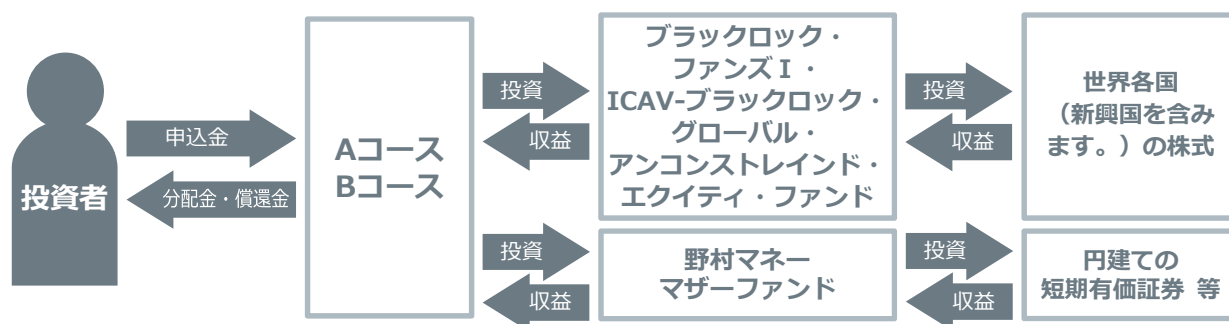 投資者
申込金
分配金・償還金
Aコース
Bコース
投資
収益
ブラックロック・
ファンズⅠ・
ICAV-ブラックロック・
グローバル・
アンコンストレインド・
エクイティ・ファンド
投資
収益
世界各国
（新興国を含み
ます。）の株式
投資
収益
野村マネー
マザーファンド
投資
収益
円建ての
短期有価証券 等